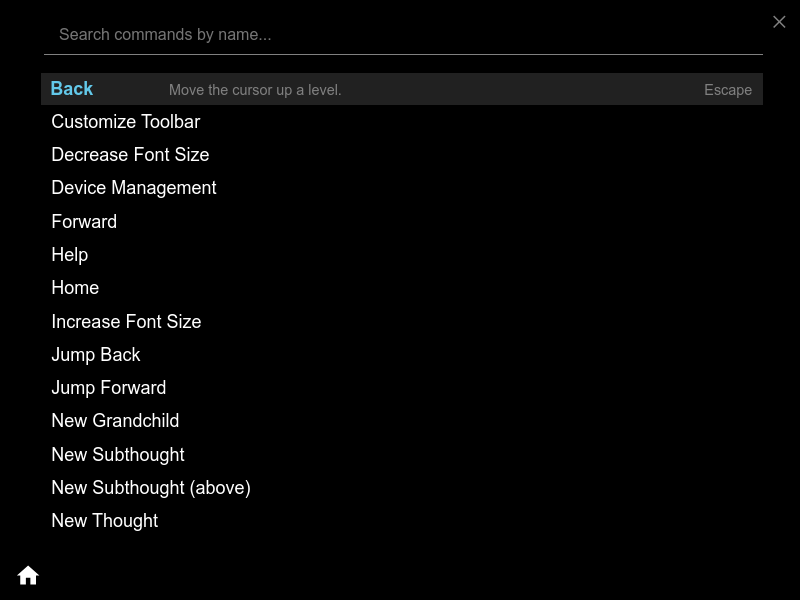 Search commands by name...
Back Move the cursor up a level. Escape
Customize Toolbar
Decrease Font Size
Device Management
Forward
Help
Home
Increase Font Size
Jump Back
Jump Forward
New Grandchild
New Subthought
New Subthought (above)
New Thought